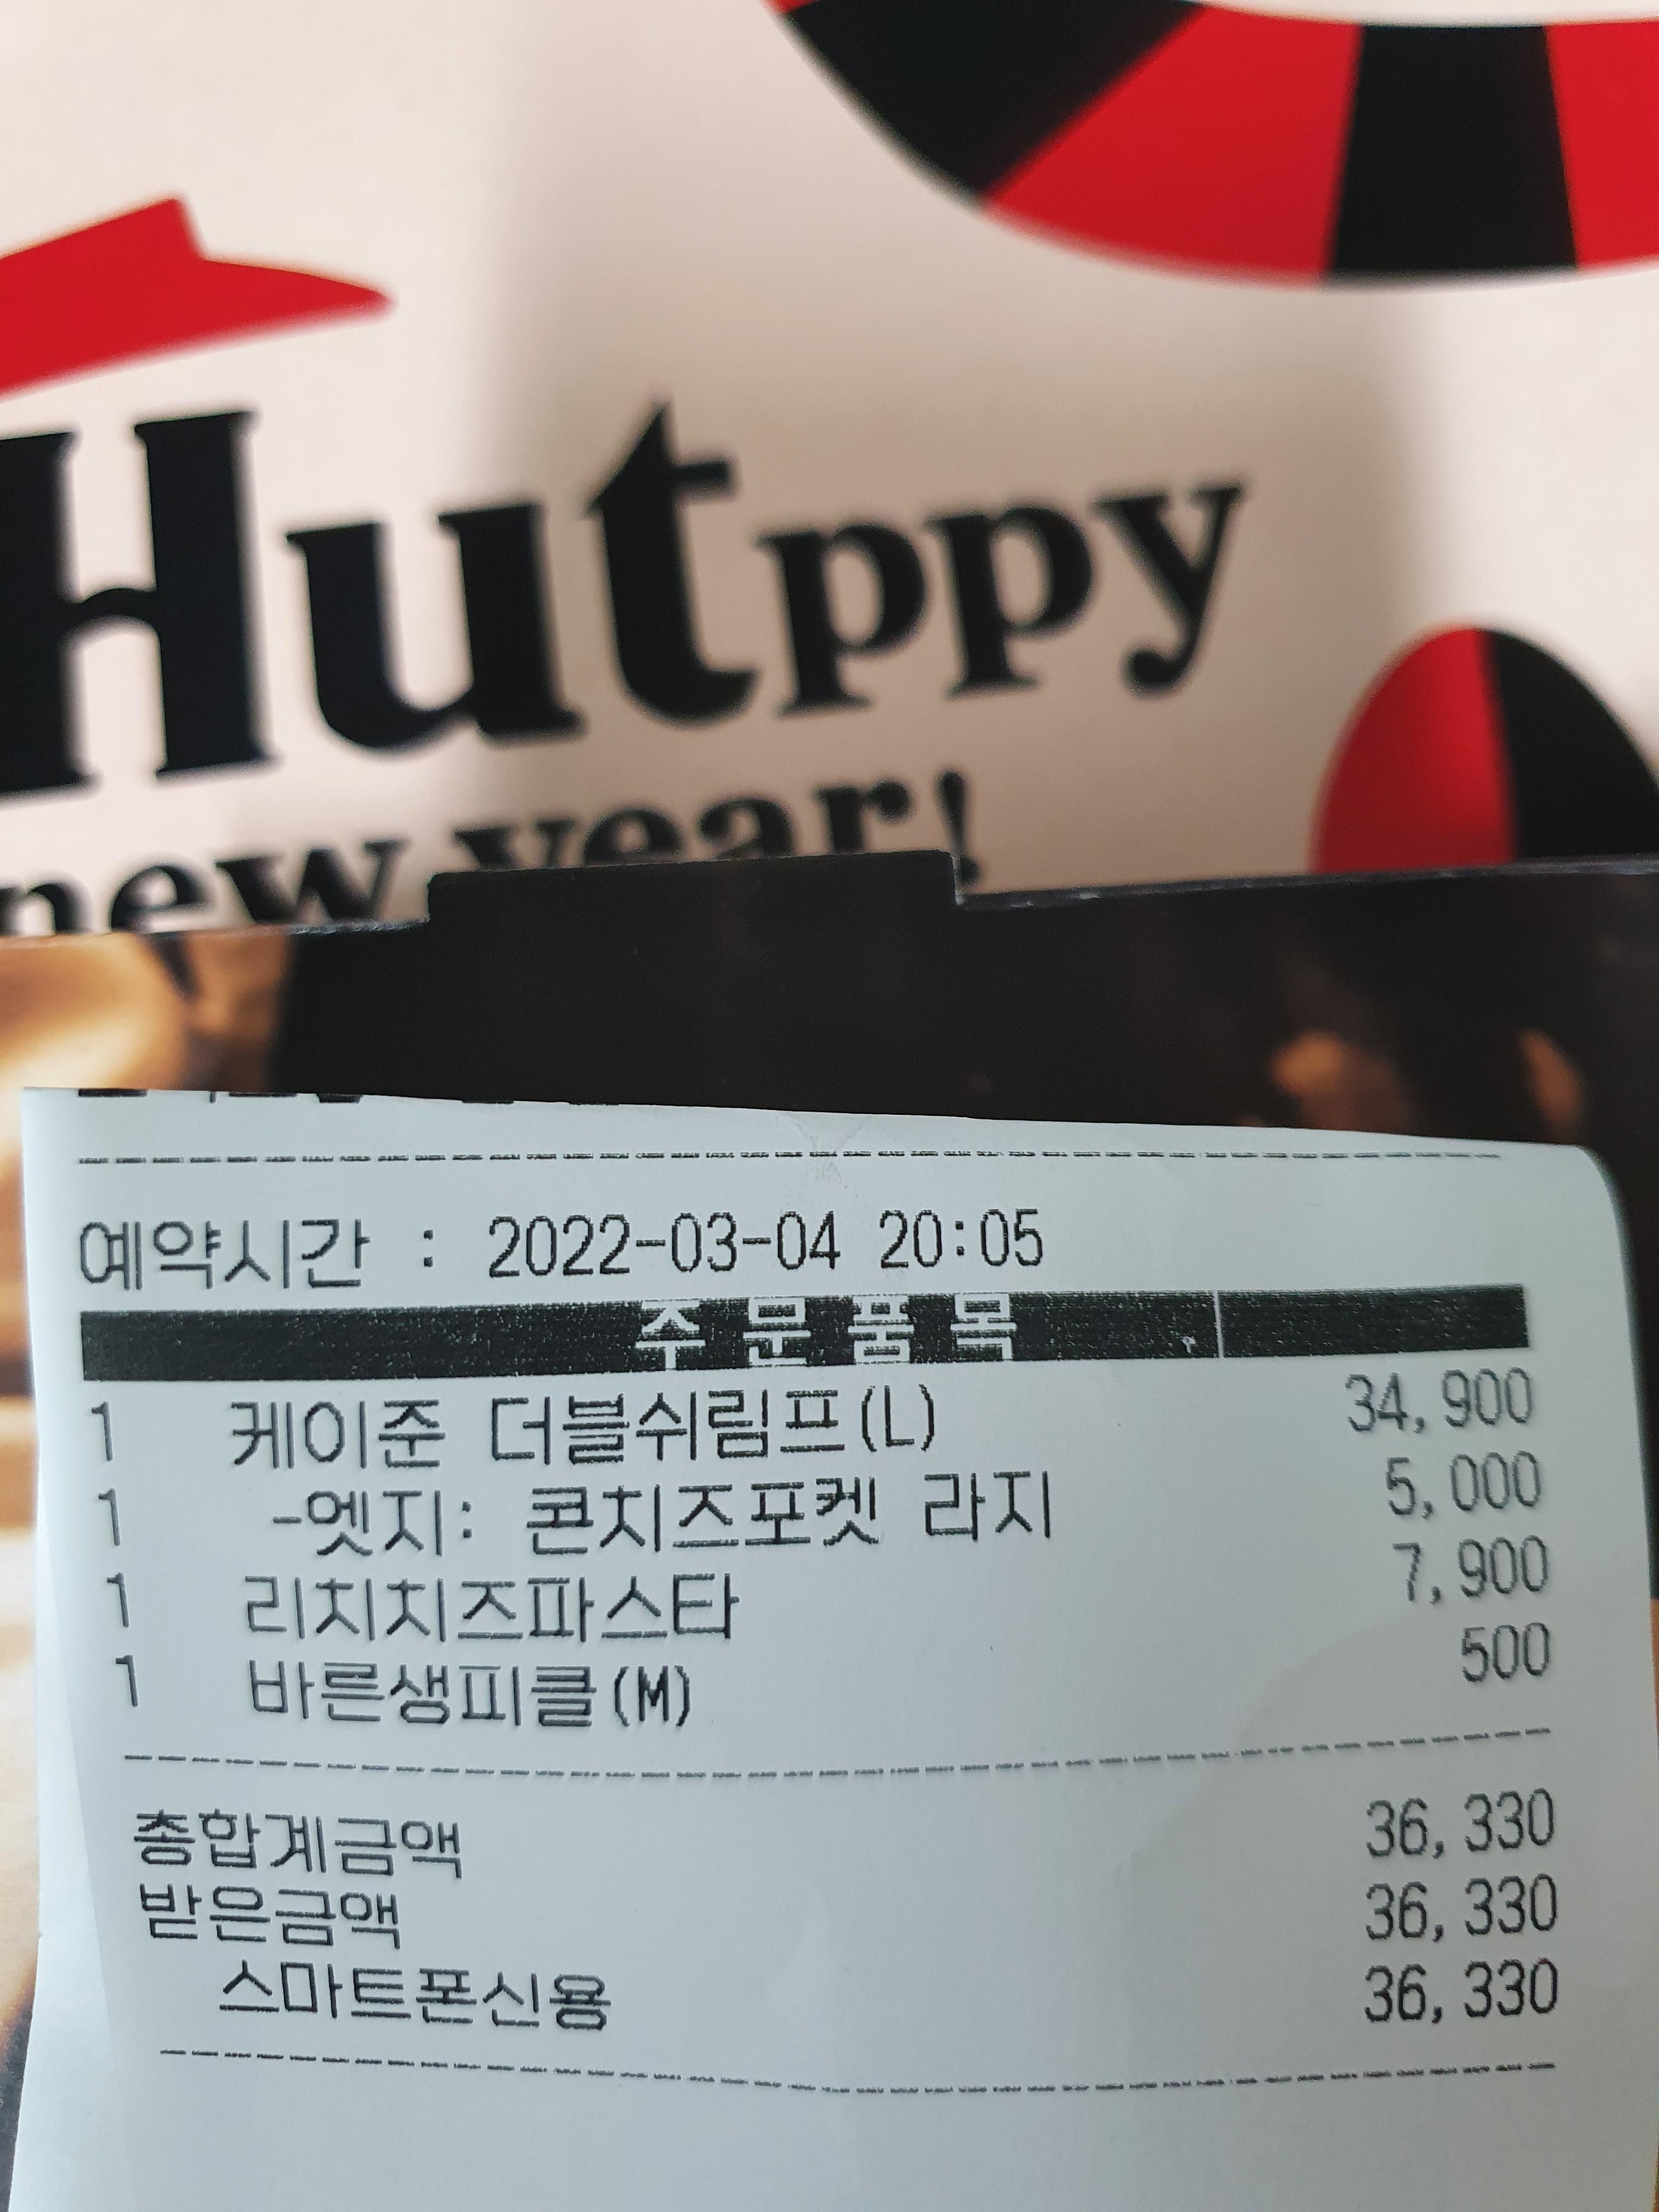 Hutppy
new year!
예약시간 : 2022-03-04 20:05
주문품목
1 케이준 더블쉬림프(L) 34,900
1 -엣지: 콘치즈포켓 라지 5,000
1 리치치즈파스타 7,900
1 바른생피클(M) 500
총합계금액 36,330
받은금액 36,330
스마트폰신용 36,330